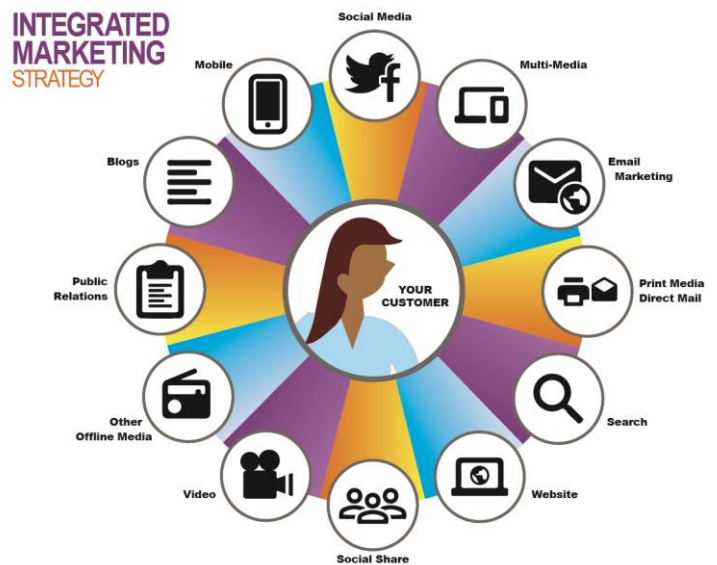 INTEGRATED
MARKETING
STRATEGY
Social Media
Mobile
Multi-Media
Blogs
Email
Marketing
Public
Relations
YOUR
CUSTOMER
Print Media
Direct Mail
Other
Offline Media
Search
Video
Website
Social Share